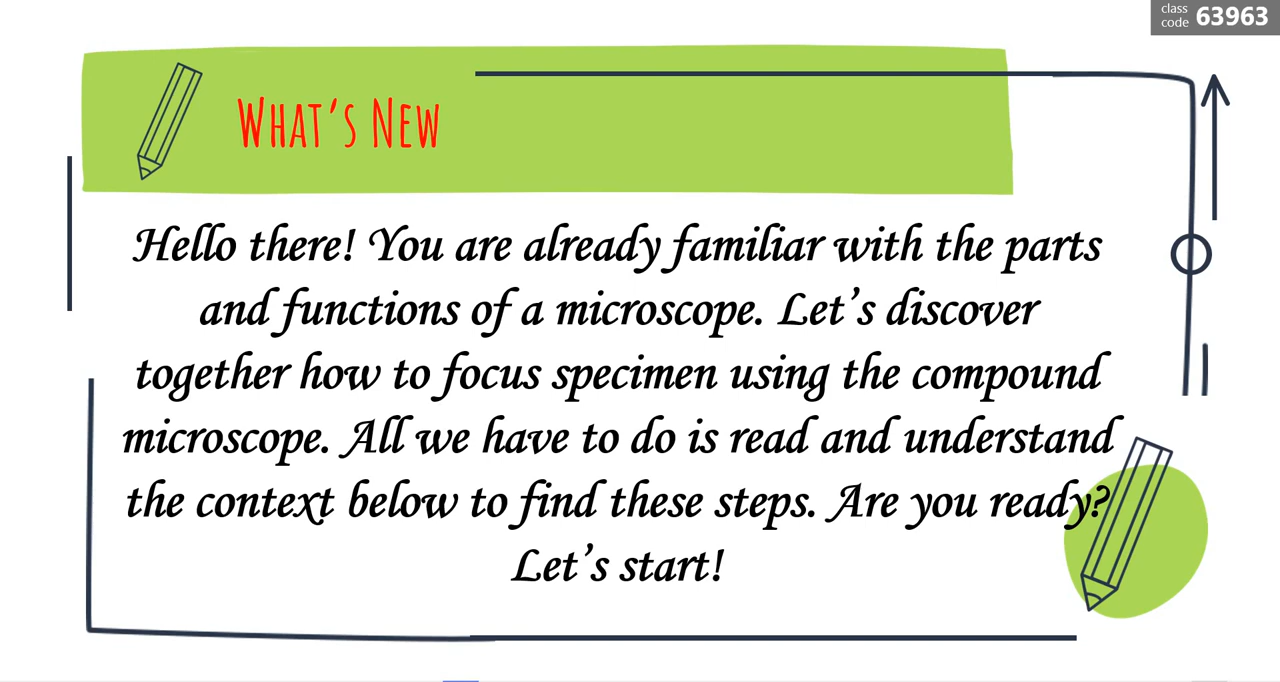 class
code 63963
What's New
Hello there! You are already familiar with the parts
and functions of a microscope. Let's discover
together how to focus specimen using the compound
microscope. All we have to do is read and understand
the context below to find these steps. Are you ready?
Let's start!